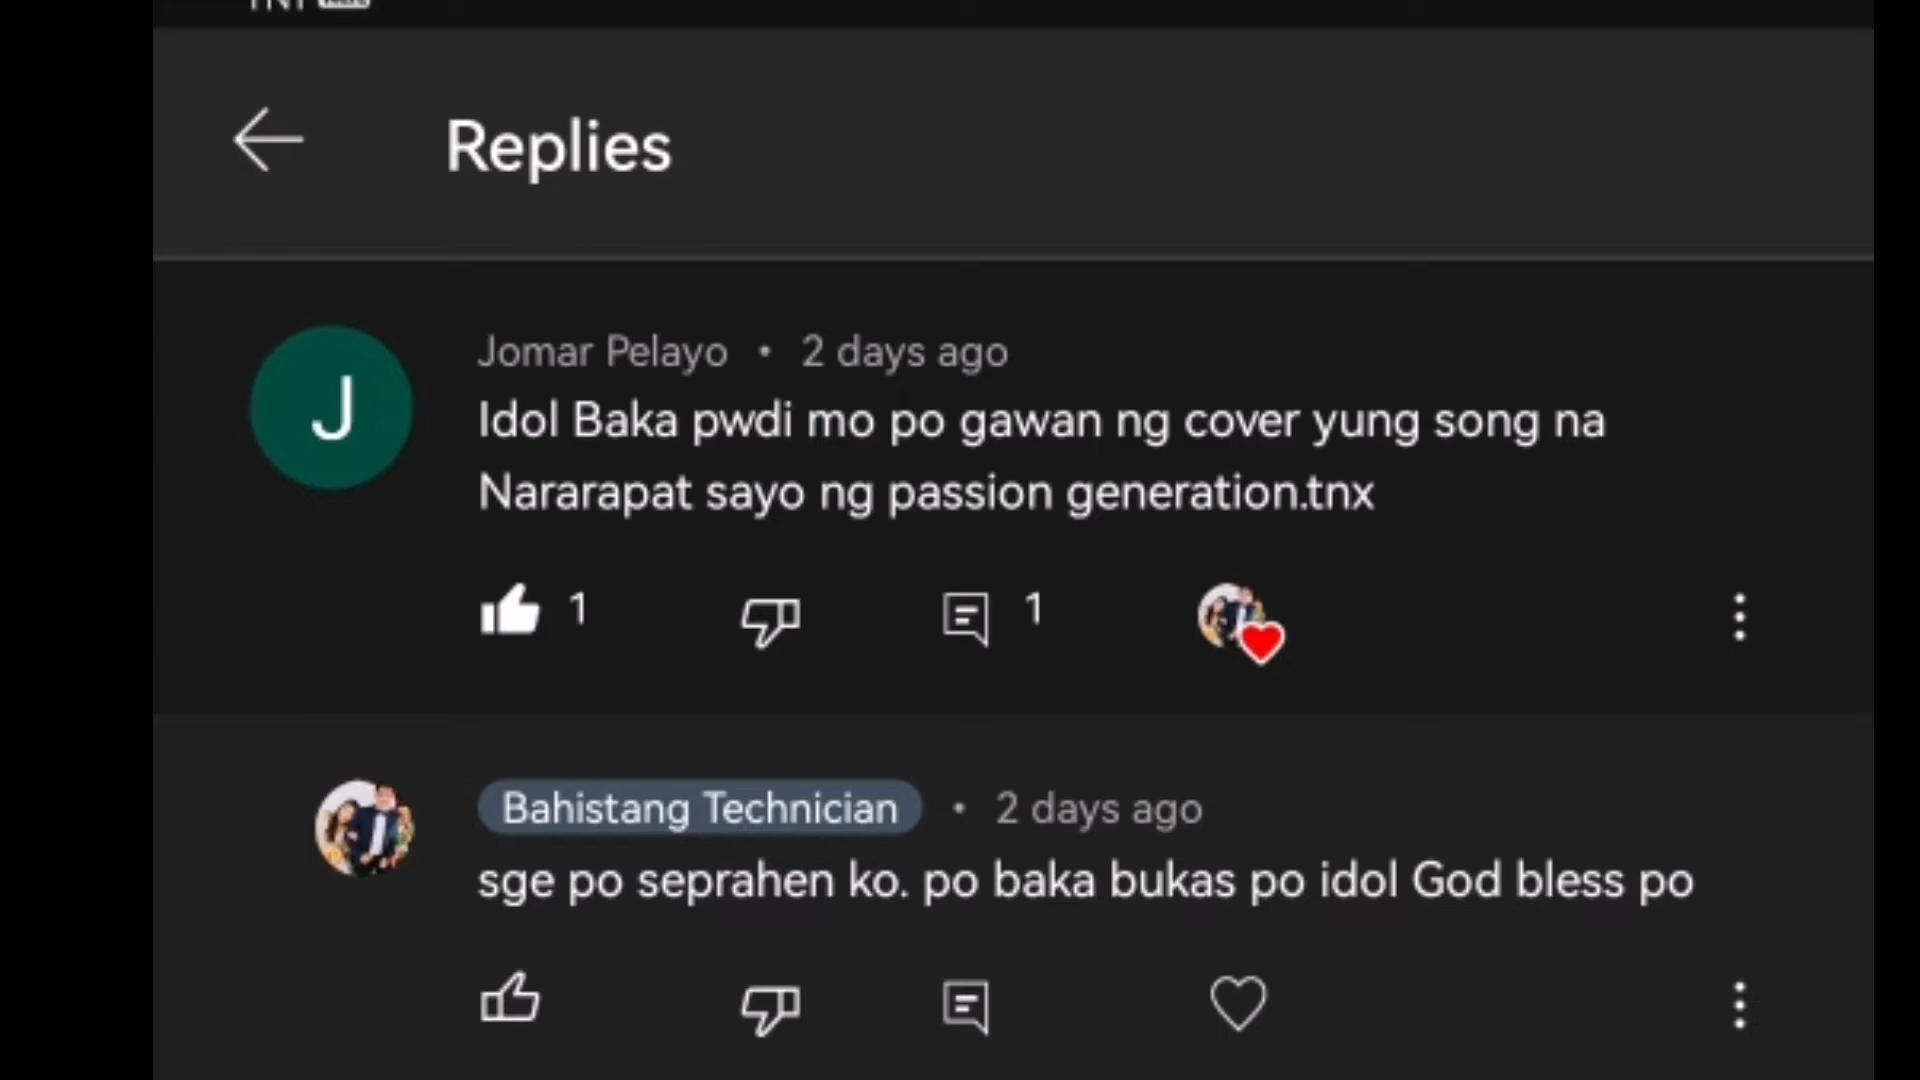 Replies
Jomar Pelayo • 2 days ago
Idol Baka pwdi mo po gawan ng cover yung song na
Nararapat sayo ng passion generation.tnx
1
1
J
Bahistang Technician • 2 days ago
sge po seprahen ko. po baka bukas po idol God bless po